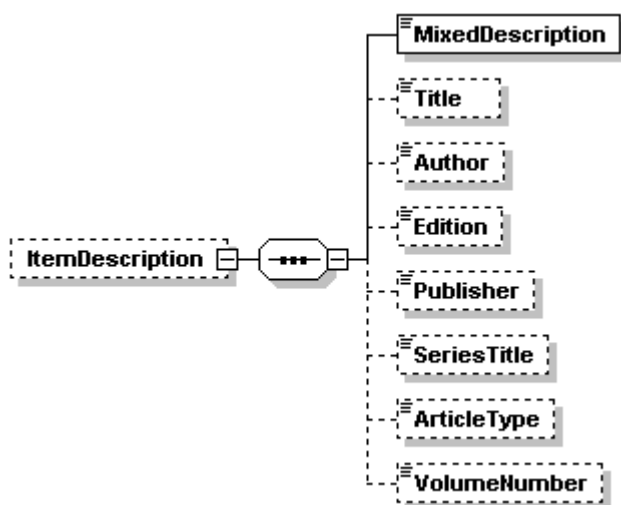 MixedDescription
Title
Author
Edition
ItemDescription
Publisher
SeriesTitle
ArticleType
VolumeNumber